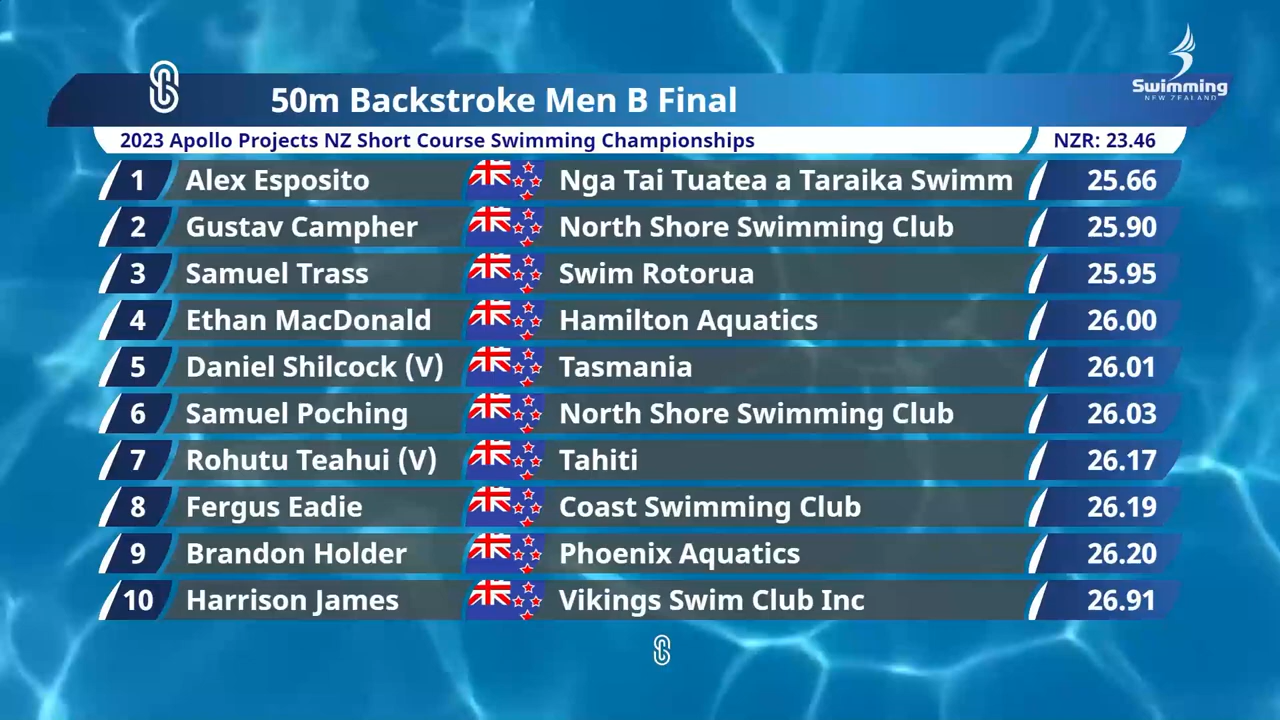 50m Backstroke Men B Final
Swimming
NEW ZEALAND
2023 Apollo Projects NZ Short Course Swimming Championships NZR: 23.46
1 Alex Esposito Nga Tai Tuatea a Taraika Swimm 25.66
2 Gustav Campher North Shore Swimming Club 25.90
3 Samuel Trass Swim Rotorua 25.95
4 Ethan MacDonald Hamilton Aquatics 26.00
5 Daniel Shilcock (V) Tasmania 26.01
6 Samuel Poching North Shore Swimming Club 26.03
7 Rohutu Teahui (V) Tahiti 26.17
8 Fergus Eadie Coast Swimming Club 26.19
9 Brandon Holder Phoenix Aquatics 26.20
10 Harrison James Vikings Swim Club Inc 26.91